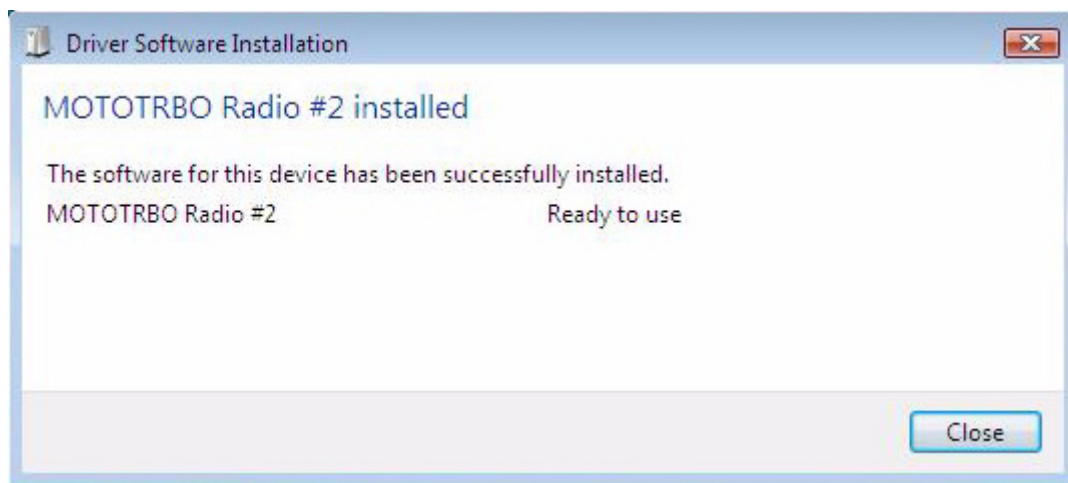 Driver Software Installation
MOTOTRBO Radio #2 installed
The software for this device has been successfully installed.
MOTOTRBO Radio #2 Ready to use
Close